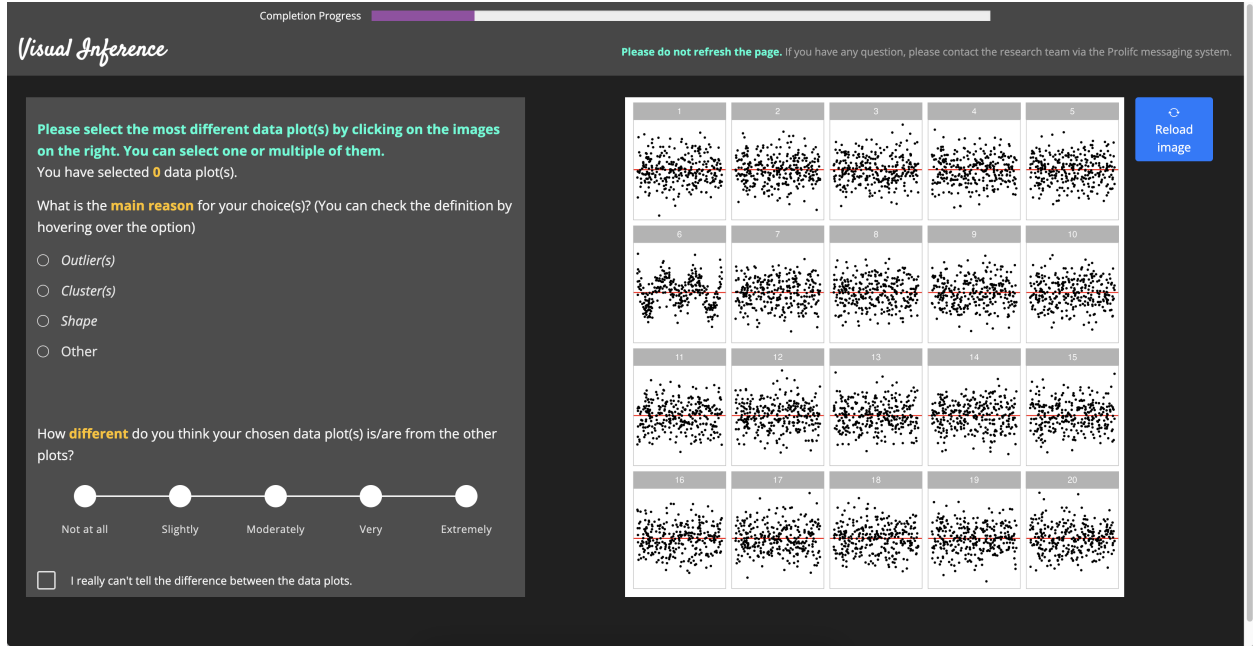 Completion Progress
Visual Inference
Please do not refresh the page. If you have any question, please contact the research team via the Prolifc messaging system.
Please select the most different data plot(s) by clicking on the images
on the right. You can select one or multiple of them.
You have selected 0 data plot(s).
What is the main reason for your choice(s)? (You can check the definition by
hovering over the option)
Outlier(s)
Cluster(s)
Shape
Other
How different do you think your chosen data plot(s) is/are from the other
plots?
Not at all Slightly Moderately Very Extremely
I really can't tell the difference between the data plots.
1 2 3 4 5
6 7 8 9 10
11 12 13 14 15
16 17 18 19 20
Reload
image